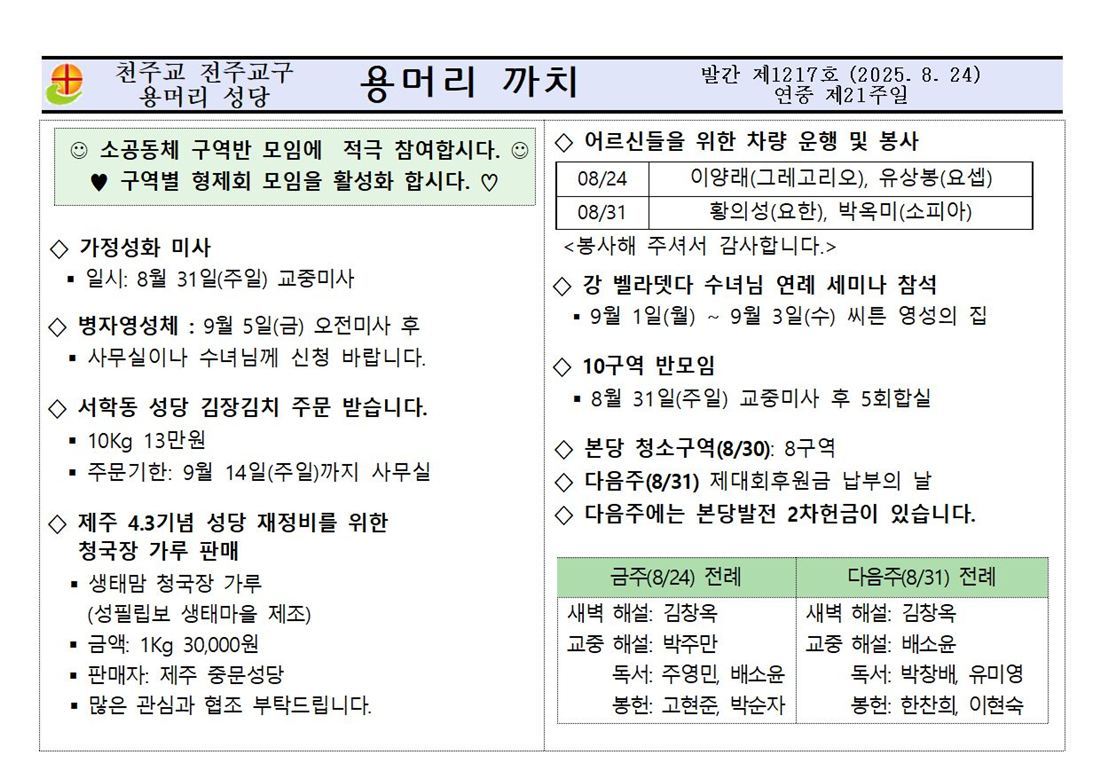 천주교 전주교구
용머리 성당
용머리 까치
발간 제1217호 (2025. 8. 24)
연중 제21주일
☺ 소공동체 구역반 모임에 적극 참여합시다. ☺
♥ 구역별 형제회 모임을 활성화 합시다. ♡
◇ 가정성화 미사
▪ 일시: 8월 31일(주일) 교중미사
◇ 병자영성체 : 9월 5일(금) 오전미사 후
▪ 사무실이나 수녀님께 신청 바랍니다.
◇ 서학동 성당 김장김치 주문 받습니다.
▪ 10Kg 13만원
▪ 주문기한: 9월 14일(주일)까지 사무실
◇ 제주 4.3기념 성당 재정비를 위한
청국장 가루 판매
▪ 생태맘 청국장 가루
(성필립보 생태마을 제조)
▪ 금액: 1Kg 30,000원
▪ 판매자: 제주 중문성당
▪ 많은 관심과 협조 부탁드립니다.
◇ 어르신들을 위한 차량 운행 및 봉사
08/24 이양래(그레고리오), 유상봉(요셉)
08/31 황의성(요한), 박옥미(소피아)
<봉사해 주셔서 감사합니다.>
◇ 강 벨라뎃다 수녀님 연례 세미나 참석
▪ 9월 1일(월) ~ 9월 3일(수) 씨튼 영성의 집
◇ 10구역 반모임
▪ 8월 31일(주일) 교중미사 후 5회합실
◇ 본당 청소구역(8/30): 8구역
◇ 다음주(8/31) 제대회후원금 납부의 날
◇ 다음주에는 본당발전 2차헌금이 있습니다.
금주(8/24) 전례
새벽 해설: 김창옥
교중 해설: 박주만
독서: 주영민, 배소윤
봉헌: 고현준, 박순자
다음주(8/31) 전례
새벽 해설: 김창옥
교중 해설: 배소윤
독서: 박창배, 유미영
봉헌: 한찬희, 이현숙